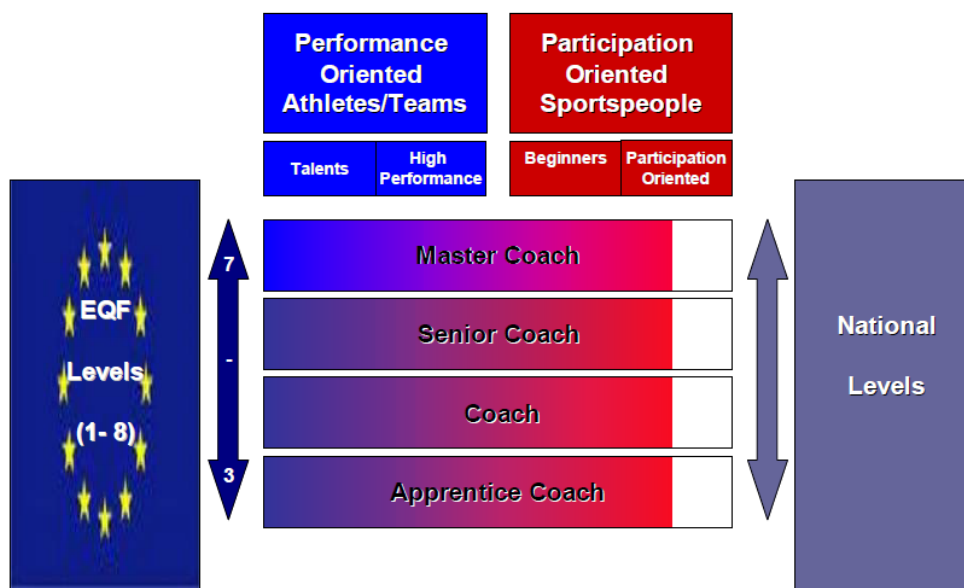 Performance
Oriented
Athletes/Teams
Participation
Oriented
Sportspeople
Talents
High
Performance
Beginners
Participation
Oriented
EQF
Levels
(1- 8)
7
-
3
Master Coach
Senior Coach
Coach
Apprentice Coach
National
Levels